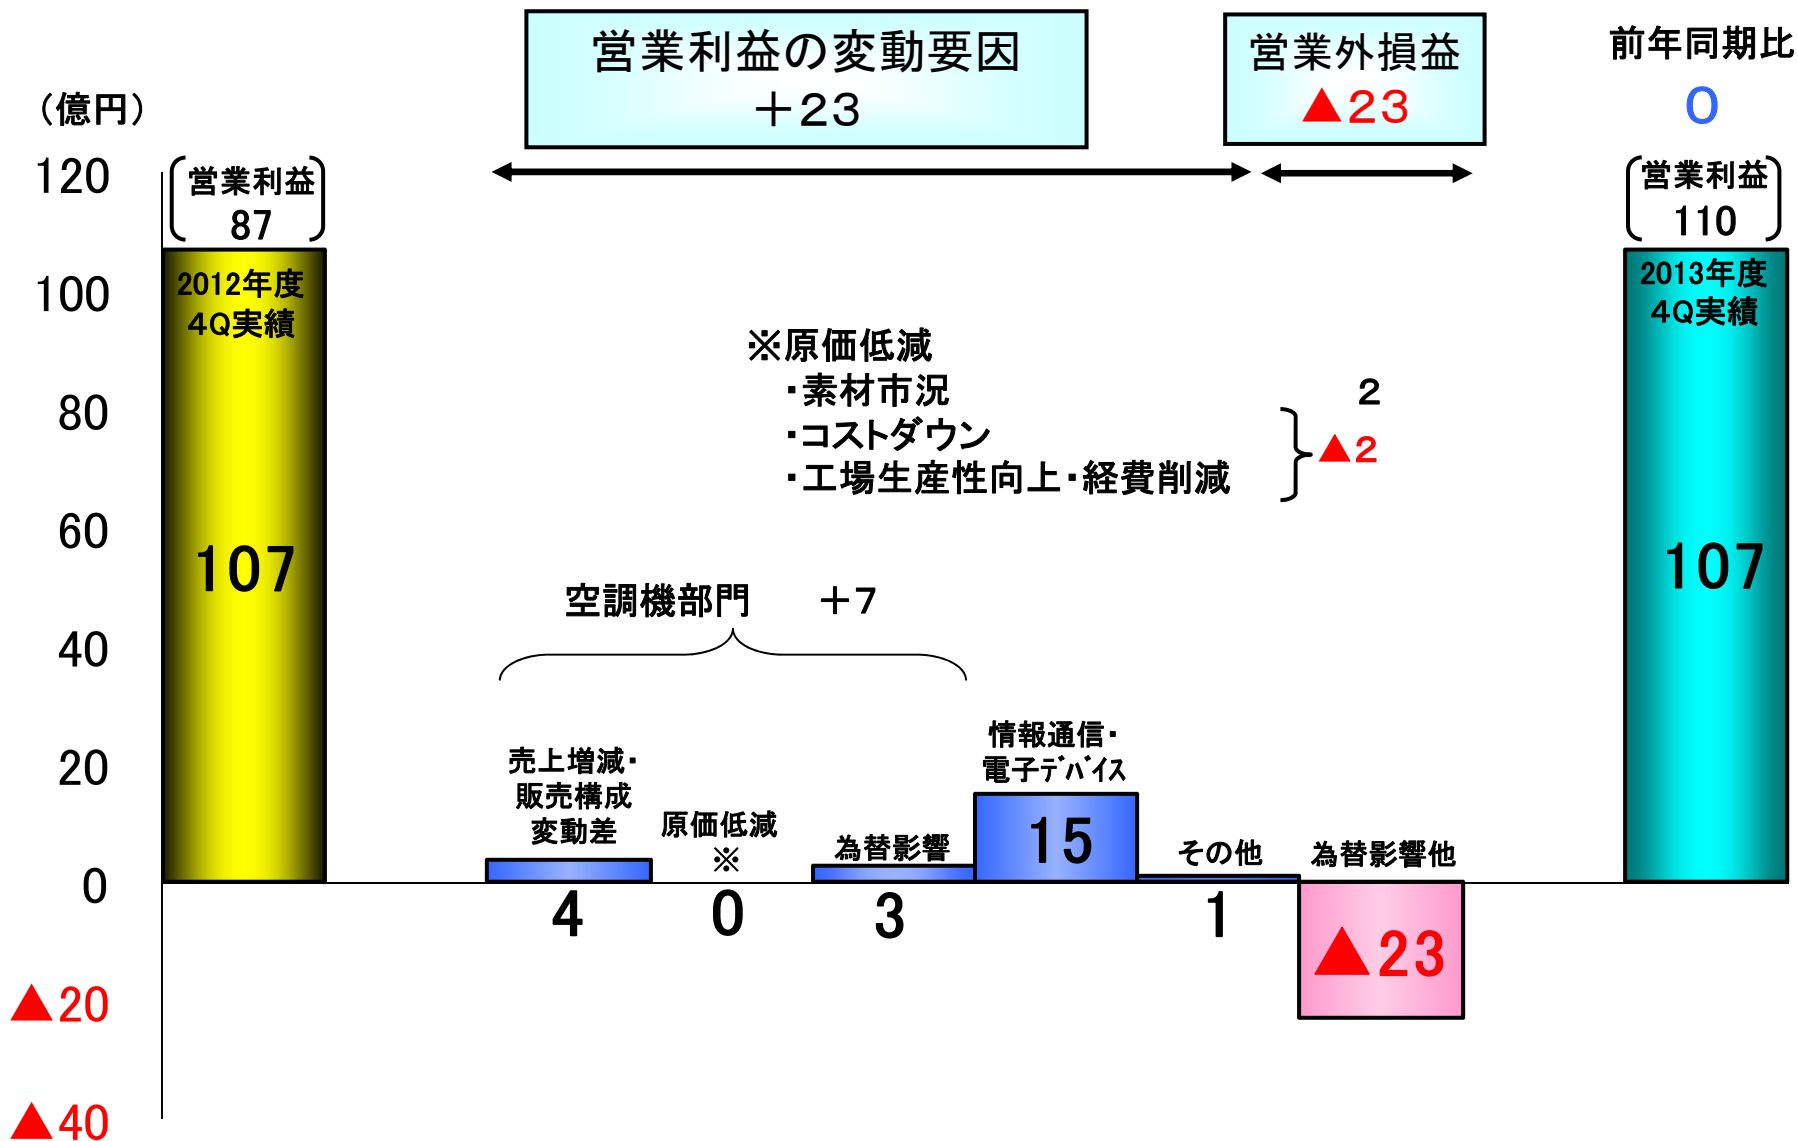 営業利益の変動要因
＋23
営業外損益
▲23
前年同期比
0
（億円）
120
100
80
60
40
20
0
▲20
▲40
営業利益
87
2012年度
4Q実績
107
営業利益
110
2013年度
4Q実績
107
※原価低減
・素材市況 2
・コストダウン
・工場生産性向上・経費削減
▲2
空調機部門 ＋7
売上増減・
販売構成
変動差
4
原価低減
※
0
為替影響
3
情報通信・
電子ﾃﾞﾊﾞｲｽ
15
その他
1
為替影響他
▲23